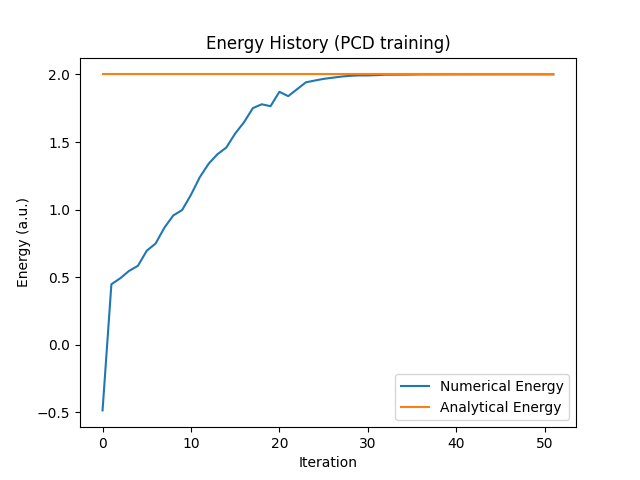 Energy History (PCD training)
2.0
1.5
1.0
0.5
0.0
−0.5
Energy (a.u.)
Numerical Energy
Analytical Energy
0 10 20 30 40 50
Iteration